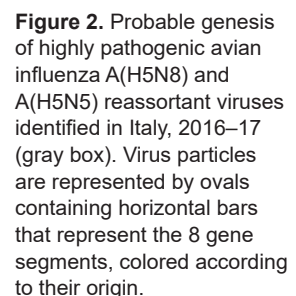 Figure 2. Probable genesis
of highly pathogenic avian
influenza A(H5N8) and
A(H5N5) reassortant viruses
identified in Italy, 2016–17
(gray box). Virus particles
are represented by ovals
containing horizontal bars
that represent the 8 gene
segments, colored according
to their origin.